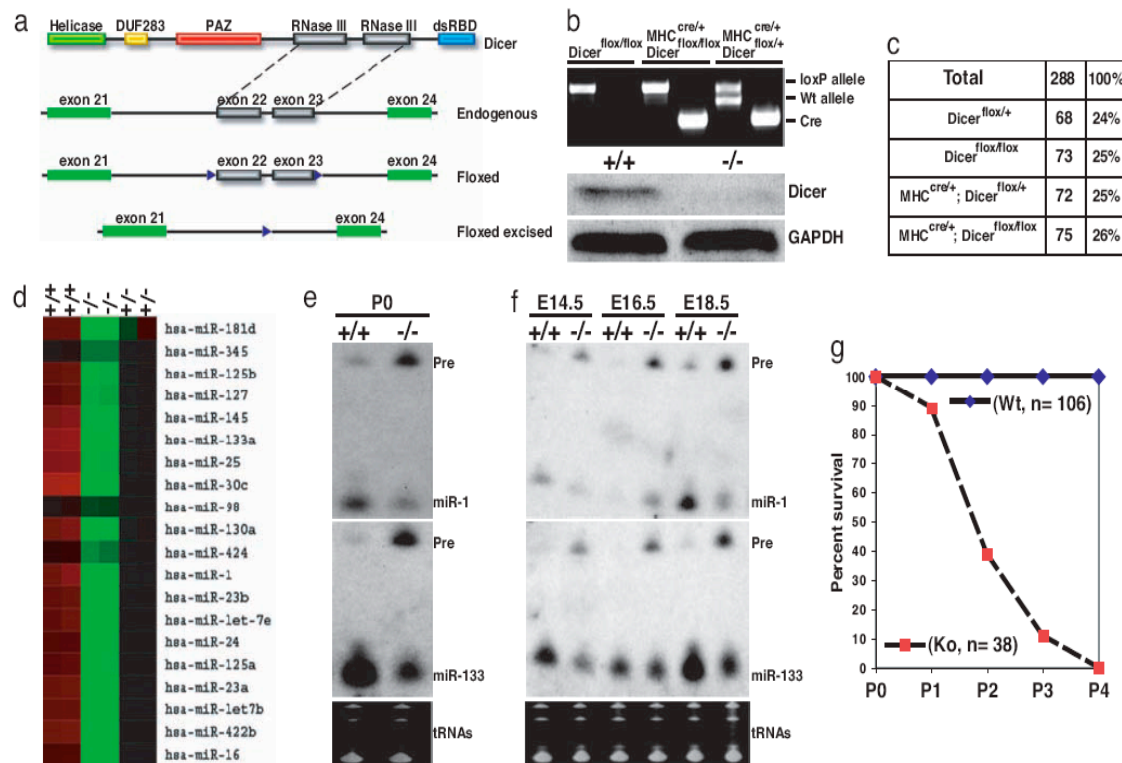 a
Helicase DUF283 PAZ RNase III RNase III dsRBD
Dicer
exon 21 exon 22 exon 23 exon 24
Endogenous
exon 21 exon 22 exon 23 exon 24
Floxed
exon 21 exon 24
Floxed excised
b
Dicer flox/flox
MHC cre/+ Dicer flox/flox
MHC cre/+ Dicer flox/+
loxP allele
Wt allele
Cre
+/+ -/-
Dicer
GAPDH
c
Total 288 100%
Dicer flox/+ 68 24%
Dicer flox/flox 73 25%
MHC cre/+; Dicer flox/+ 72 25%
MHC cre/+; Dicer flox/flox 75 26%
d
+/+ +/+ -/- -/- +/- +/-
hsa-miR-181d
hsa-miR-345
hsa-miR-125b
hsa-miR-127
hsa-miR-145
hsa-miR-133a
hsa-miR-25
hsa-miR-30c
hsa-miR-98
hsa-miR-130a
hsa-miR-424
hsa-miR-1
hsa-miR-23b
hsa-miR-let-7e
hsa-miR-24
hsa-miR-125a
hsa-miR-23a
hsa-miR-let7b
hsa-miR-422b
hsa-miR-16
e
P0
+/+ -/-
Pre
miR-1
Pre
miR-133
tRNAs
f
E14.5 E16.5 E18.5
+/+ -/- +/+ -/- +/+ -/-
Pre
miR-1
Pre
miR-133
tRNAs
g
Percent survival
100
90
80
70
60
50
40
30
20
10
0
(Wt, n= 106)
(Ko, n= 38)
P0 P1 P2 P3 P4